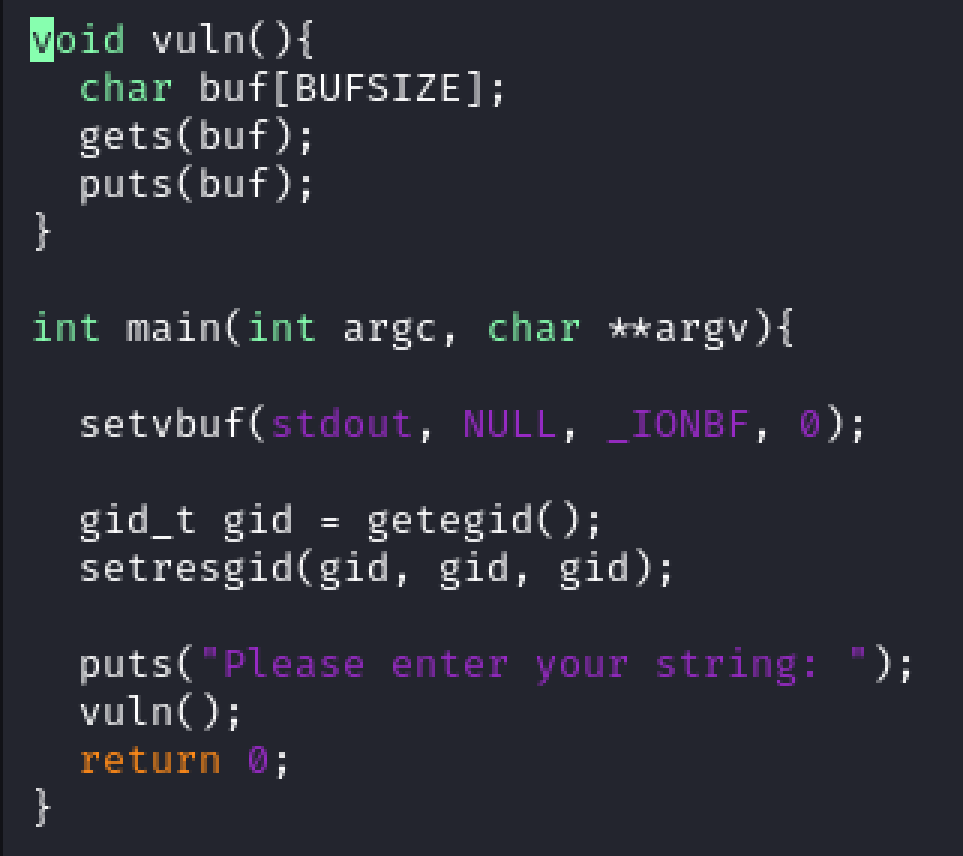 void vuln(){
  char buf[BUFSIZE];
  gets(buf);
  puts(buf);
}
int main(int argc, char **argv){
  setvbuf(stdout, NULL, _IONBF, 0);
  gid_t gid = getegid();
  setresgid(gid, gid, gid);
  puts("Please enter your string: ");
  vuln();
  return 0;
}